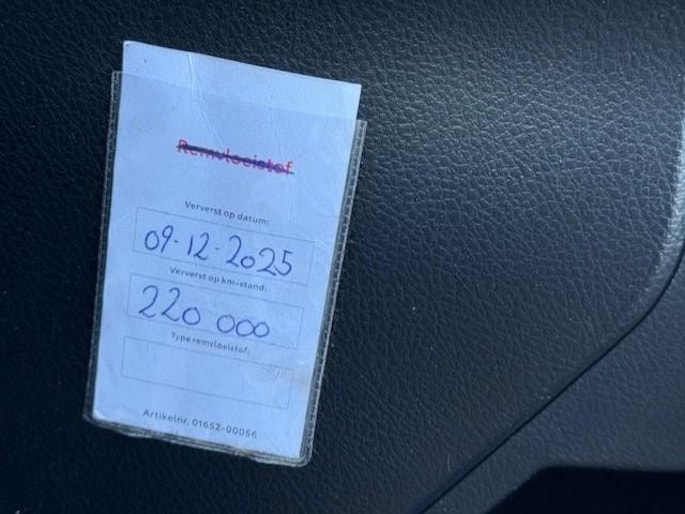 Remvloeistof
Ververst op datum:
09-12-2025
Ververst op km-stand:
220 000
Type remvloeistof:
Artikelnr. 01652-00056